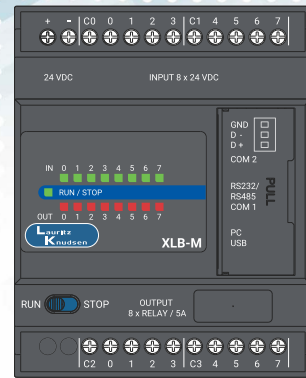 + - C0 0 1 2 3 C1 4 5 6 7
24 VDC INPUT 8 x 24 VDC
GND
D -
D +
COM 2
IN 0 1 2 3 4 5 6 7
RUN / STOP
OUT 0 1 2 3 4 5 6 7
RS232/
RS485
COM 1
PULL
Lauritz
Knudsen
XLB-M
PC
USB
RUN STOP
OUTPUT
8 x RELAY / 5A
C2 0 1 2 3 C3 4 5 6 7